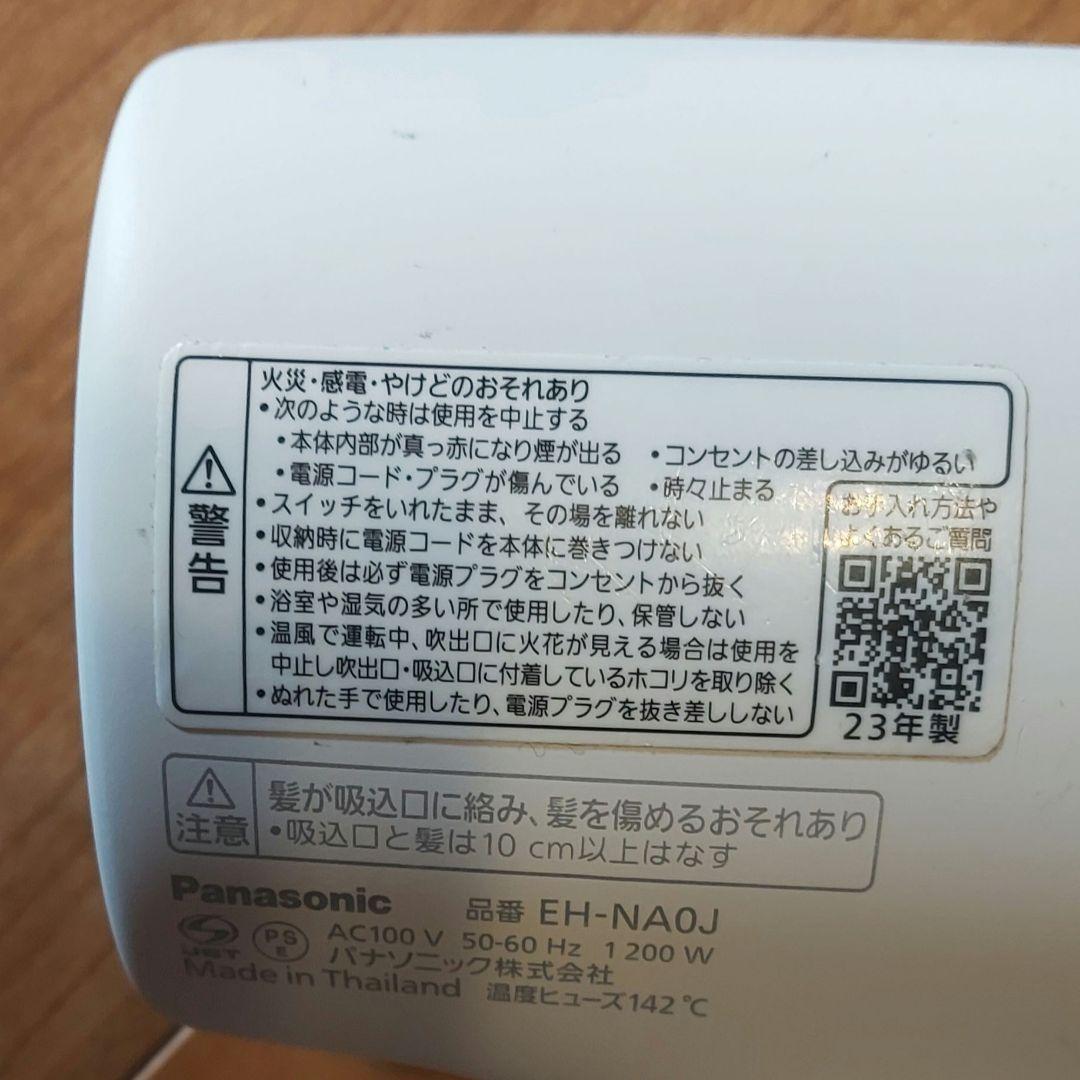 警告
火災・感電・やけどのおそれあり
•次のような時は使用を中止する
•本体内部が真っ赤になり煙が出る •コンセントの差し込みがゆるい
•電源コード・プラグが傷んでいる •時々止まる
•スイッチをいれたまま、その場を離れない
•収納時に電源コードを本体に巻きつけない
•使用後は必ず電源プラグをコンセントから抜く
•浴室や湿気の多い所で使用したり、保管しない
•温風で運転中、吹出口に火花が見える場合は使用を
中止し吹出口・吸込口に付着しているホコリを取り除く
•ぬれた手で使用したり、電源プラグを抜き差ししない
お手入れ方法や
よくあるご質問
23年製
注意
髪が吸込口に絡み、髪を傷めるおそれあり
•吸込口と髪は10 cm以上はなす
Panasonic 品番 EH-NA0J
JET PS E AC100 V 50-60 Hz 1 200 W
パナソニック株式会社
Made in Thailand 温度ヒューズ142℃